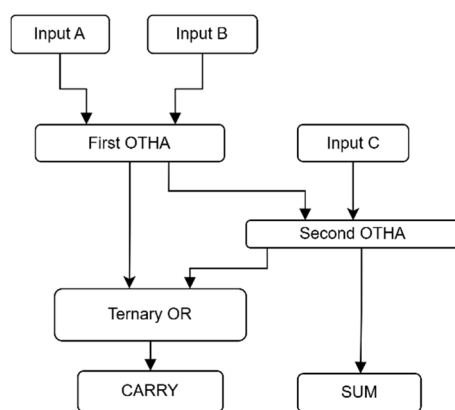 Input A
Input B
First OTHA
Input C
Second OTHA
Ternary OR
CARRY
SUM